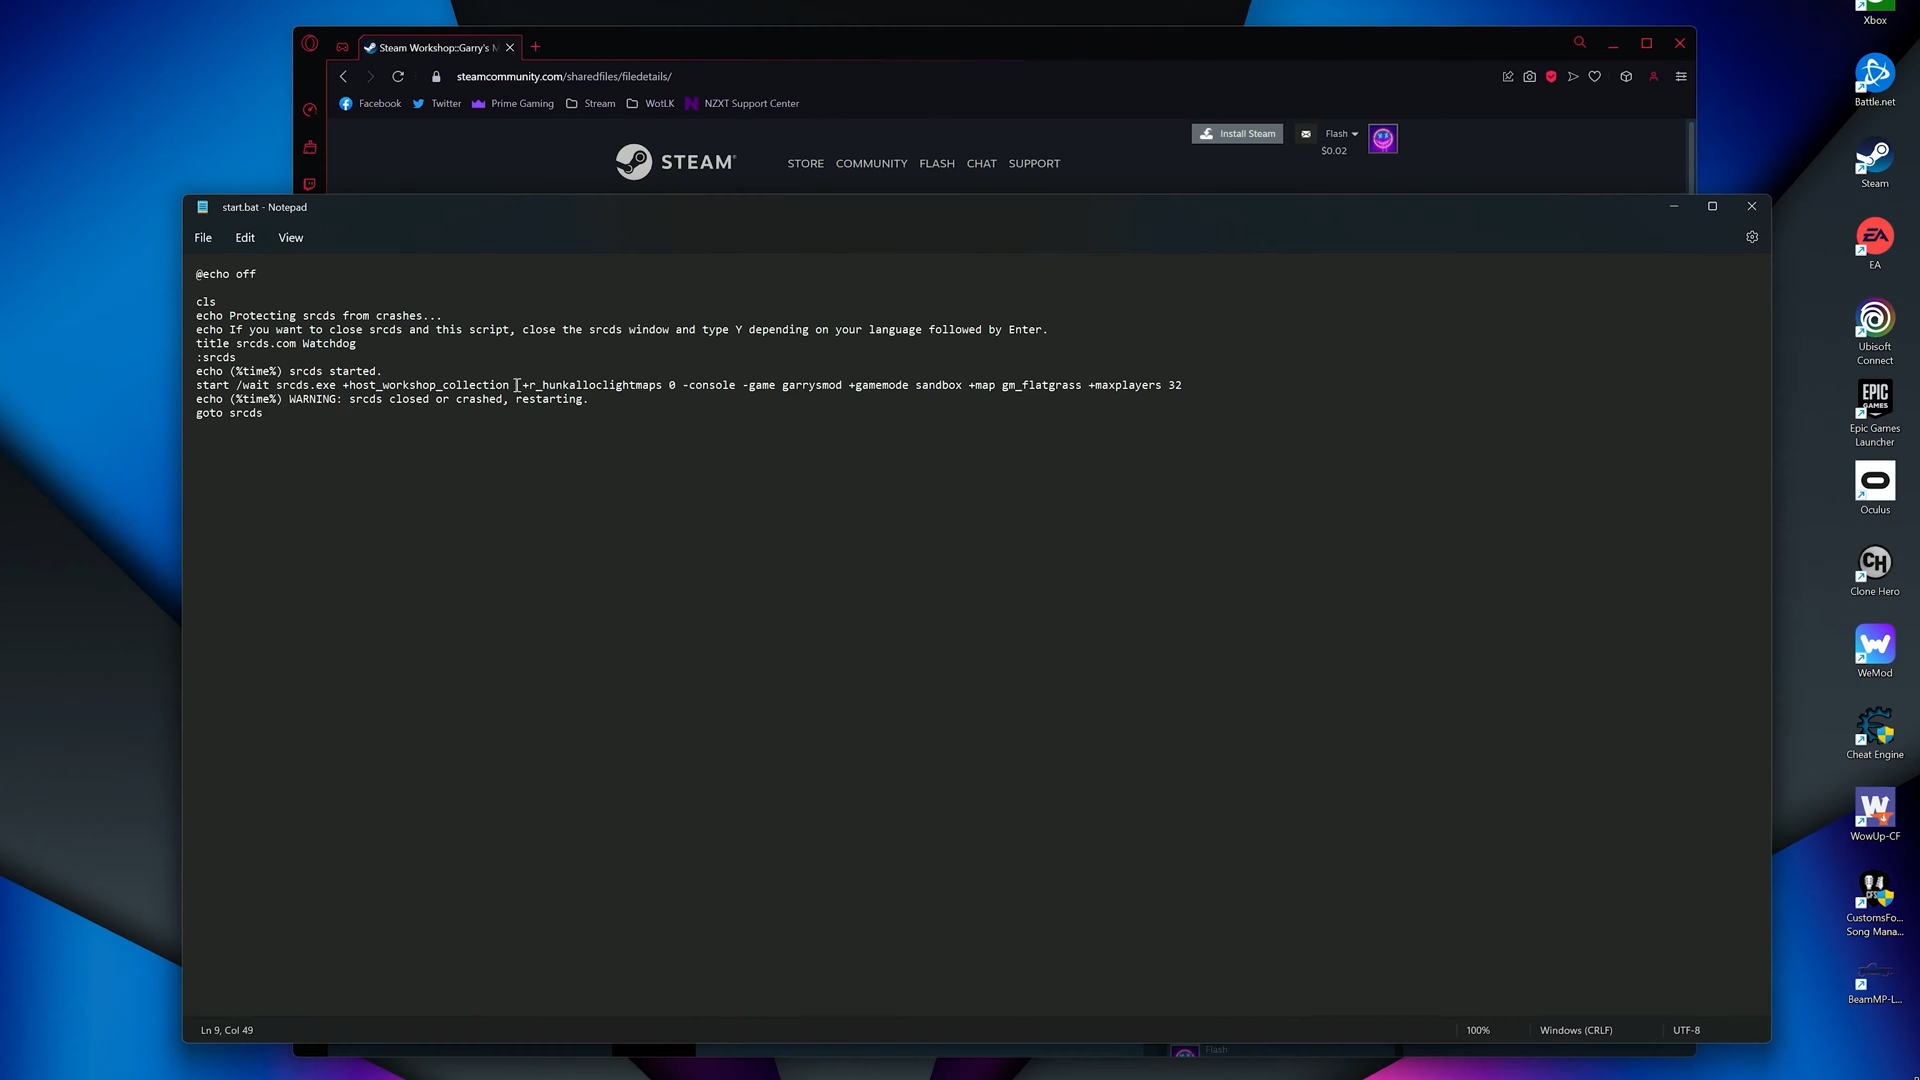 Steam Workshop::Garry's M
steamcommunity.com/sharedfiles/filedetails/
Facebook Twitter Prime Gaming Stream WotLK NZXT Support Center
Install Steam Flash
$0.02
STEAM STORE COMMUNITY FLASH CHAT SUPPORT
start.bat - Notepad
File Edit View
@echo off
cls
echo Protecting srcds from crashes...
echo If you want to close srcds and this script, close the srcds window and type Y depending on your language followed by Enter.
title srcds.com Watchdog
:srcds
echo (%time%) srcds started.
start /wait srcds.exe +host_workshop_collection +r_hunkalloclightmaps 0 -console -game garrysmod +gamemode sandbox +map gm_flatgrass +maxplayers 32
echo (%time%) WARNING: srcds closed or crashed, restarting.
goto srcds
Ln 9, Col 49 100% Windows (CRLF) UTF-8
Flash
Xbox
Battle.net
Steam
EA
Ubisoft
Connect
EPIC
GAMES
Epic Games
Launcher
Oculus
CH
Clone Hero
WeMod
Cheat Engine
WowUp-CF
CFS
CustomsFo...
Song Mana...
BeamMP-L...